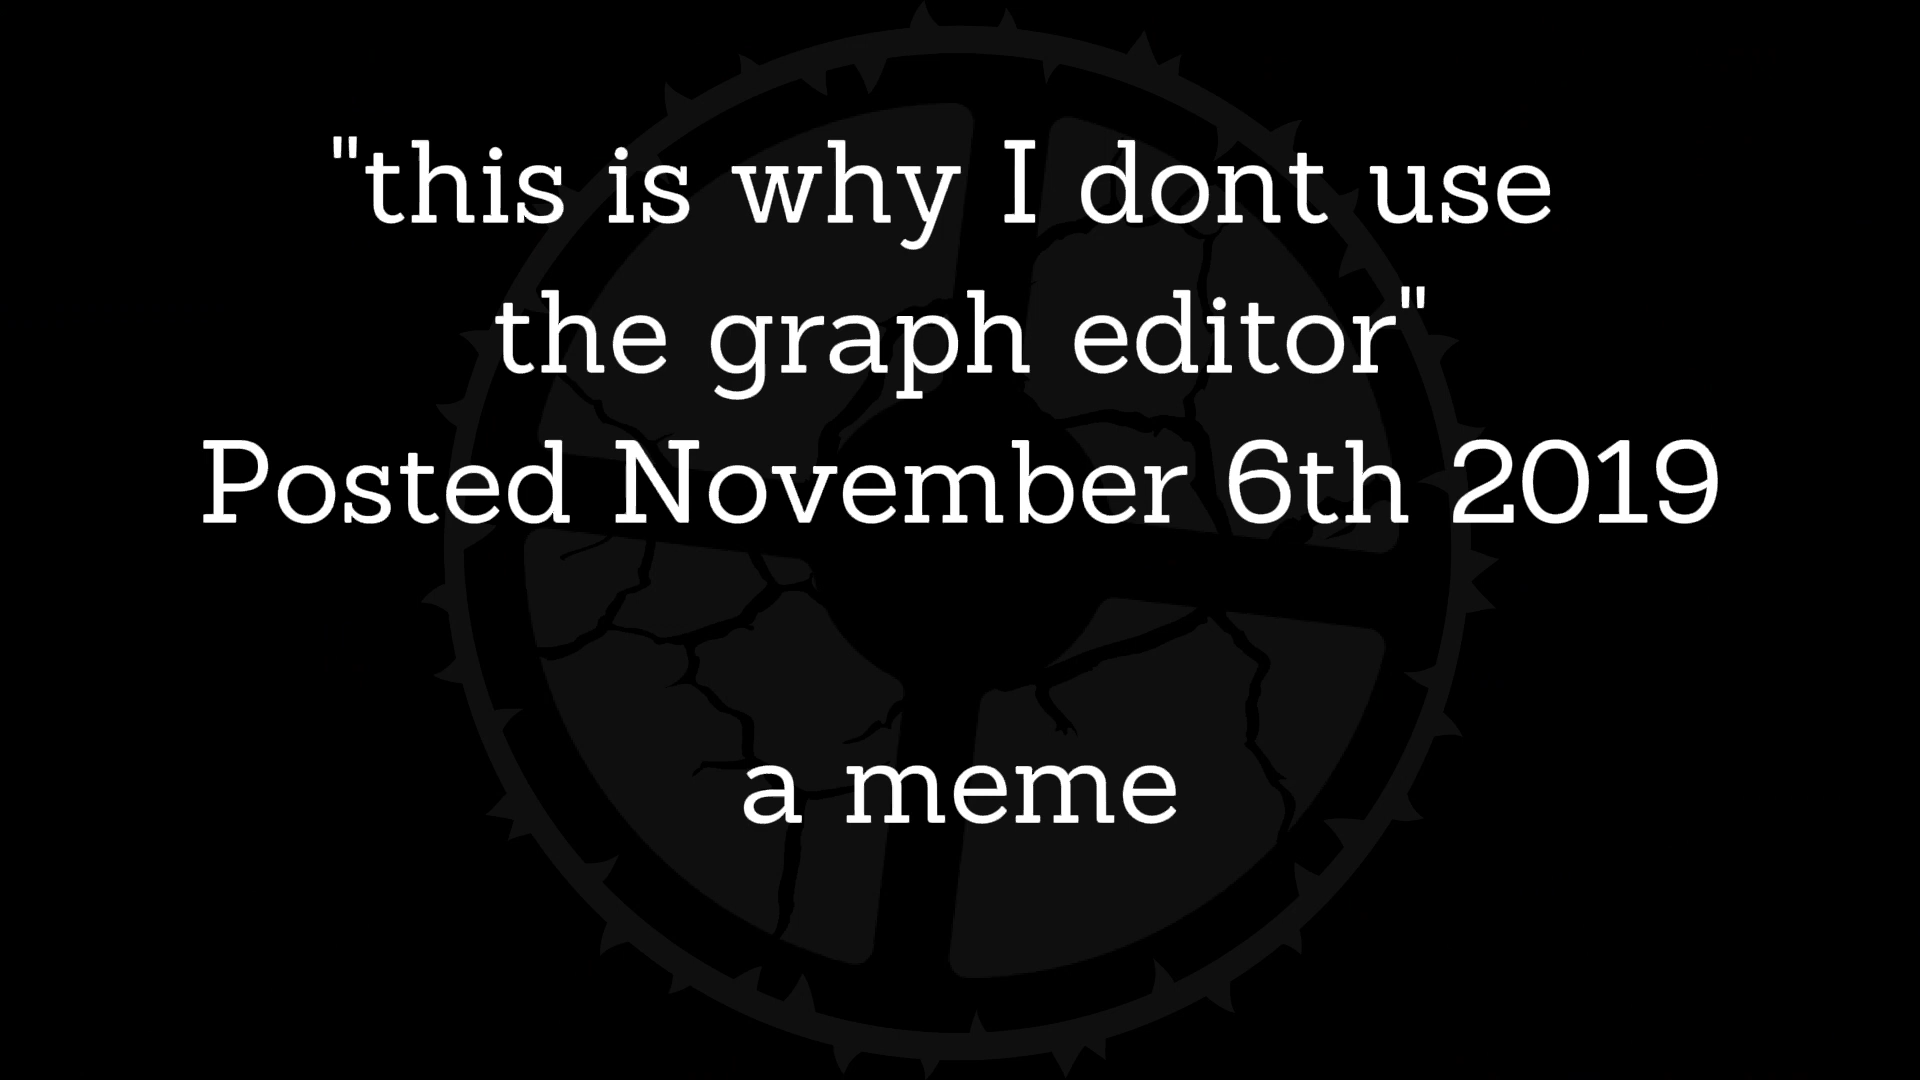 "this is why I dont use
the graph editor"
Posted November 6th 2019
a meme